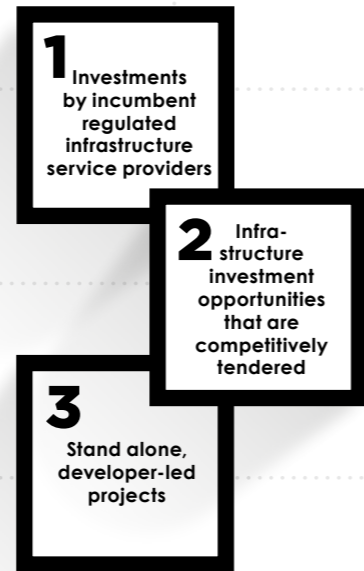 1
Investments
by incumbent
regulated
infrastructure
service providers
2
Infra-
structure
investment
opportunities
that are
competitively
tendered
3
Stand alone,
developer-led
projects